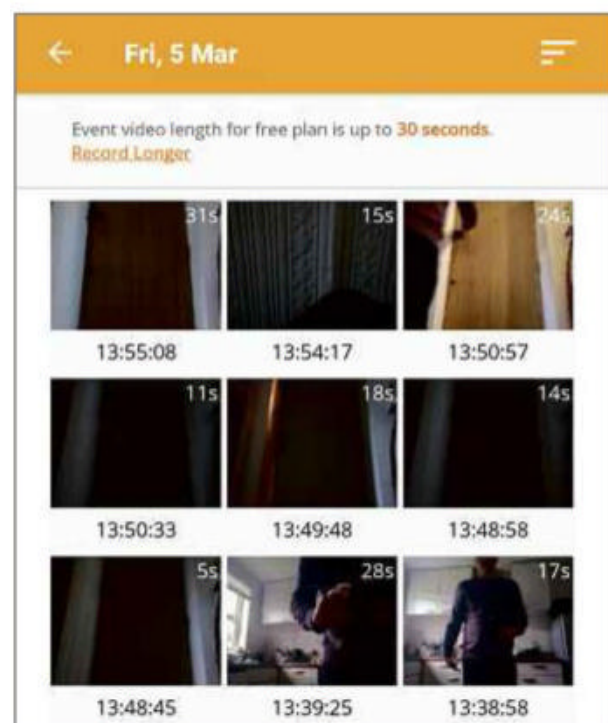 Fri, 5 Mar
Event video length for free plan is up to 30 seconds.
Record Longer
31s 15s 24s
13:55:08 13:54:17 13:50:57
11s 18s 14s
13:50:33 13:49:48 13:48:58
5s 28s 17s
13:48:45 13:39:25 13:38:58